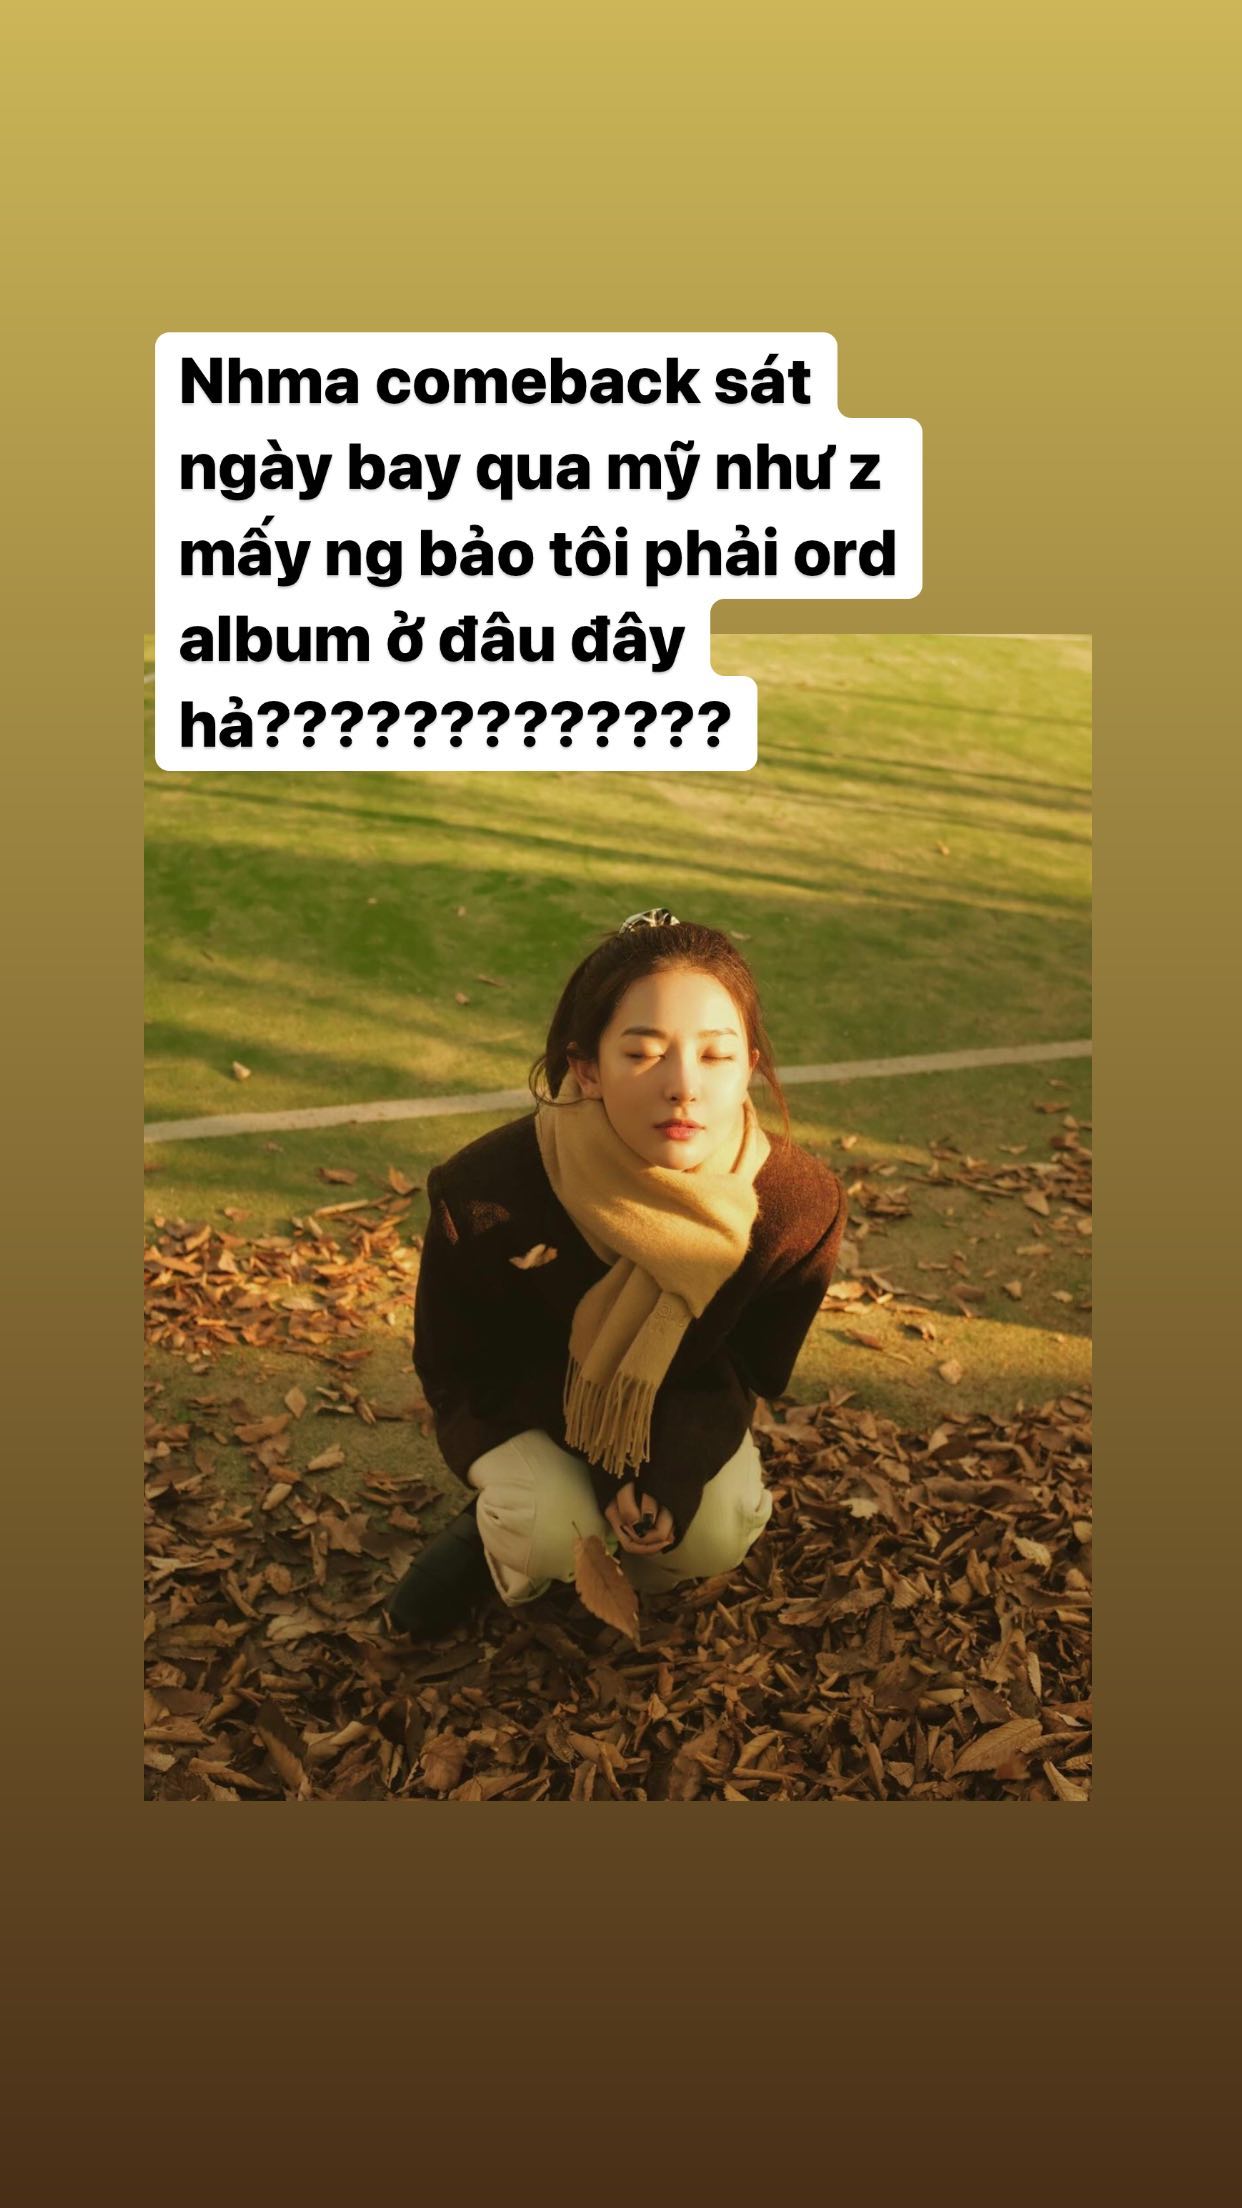 Nhma comeback sát
ngày bay qua mỹ như z
mấy ng bảo tôi phải ord
album ở đâu đây
hả?????????????